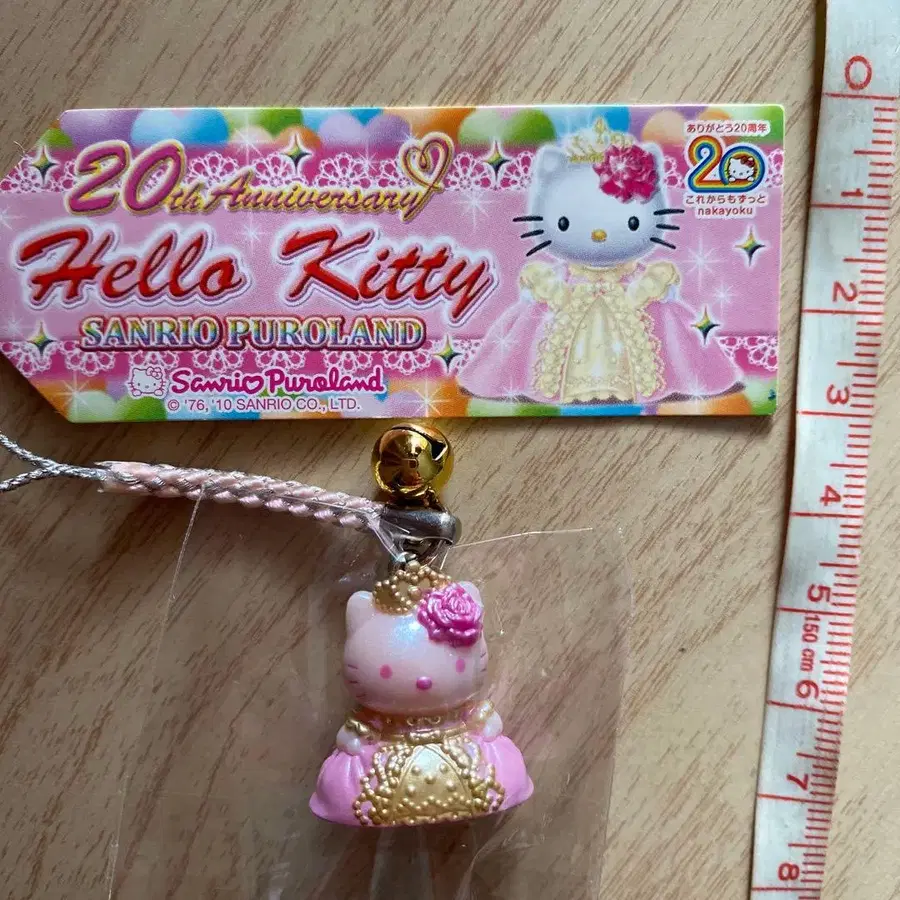 20th Anniversary
Hello Kitty
SANRIO PUROLAND
Sanrio Puroland
© '76, '10 SANRIO CO., LTD.
ありがとう20周年
20
これからもずっと
nakayoku
0
1
2
3
4
5
150 cm
6
7
8